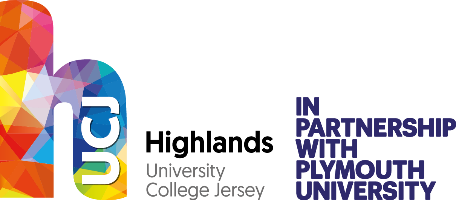 UCJ
Highlands
University
College Jersey
IN
PARTNERSHIP
WITH
PLYMOUTH
UNIVERSITY